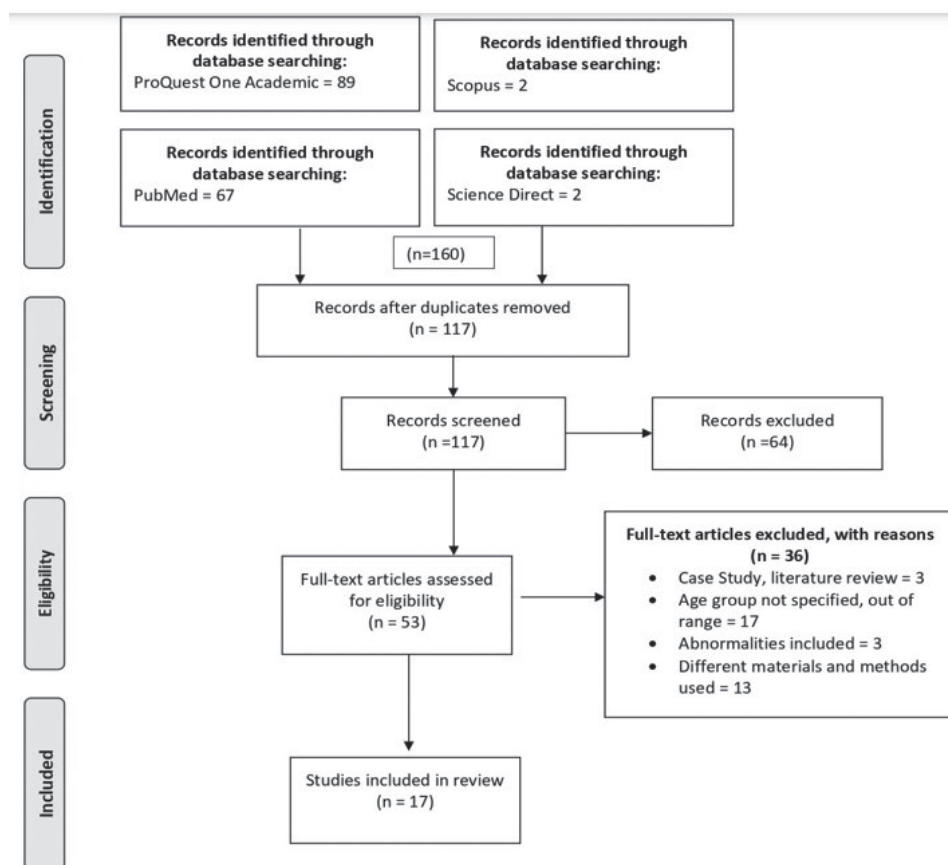 Identification
Records identified through
database searching:
ProQuest One Academic = 89
Records identified through
database searching:
Scopus = 2
Records identified through
database searching:
PubMed = 67
Records identified through
database searching:
Science Direct = 2
(n=160)
Screening
Records after duplicates removed
(n = 117)
Records screened
(n =117)
Records excluded
(n =64)
Eligibility
Full-text articles assessed
for eligibility
(n = 53)
Full-text articles excluded, with reasons
(n = 36)
• Case Study, literature review = 3
• Age group not specified, out of
range = 17
• Abnormalities included = 3
• Different materials and methods
used = 13
Included
Studies included in review
(n = 17)